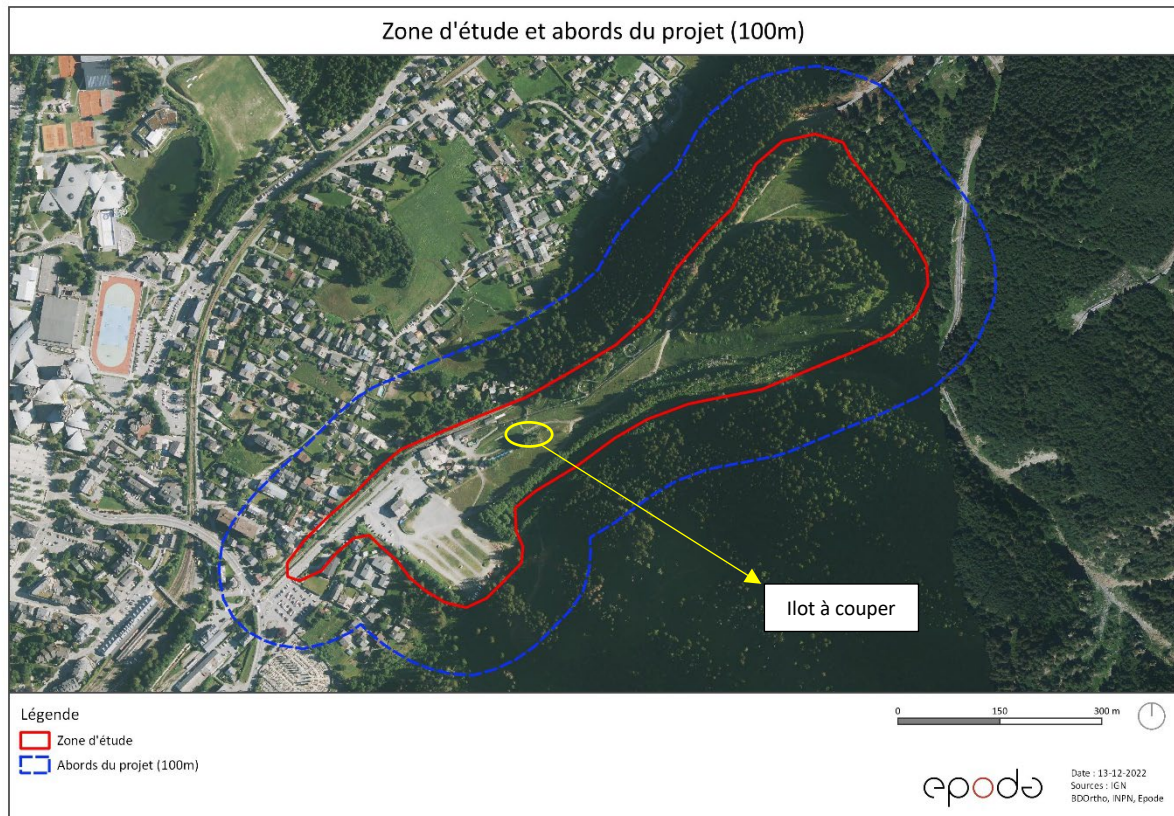 Zone d'étude et abords du projet (100m)
Ilot à couper
Légende
Zone d'étude
Abords du projet (100m)
0 150 300 m
epode
Date : 13-12-2022
Sources : IGN
BDOrtho, INPN, Epode